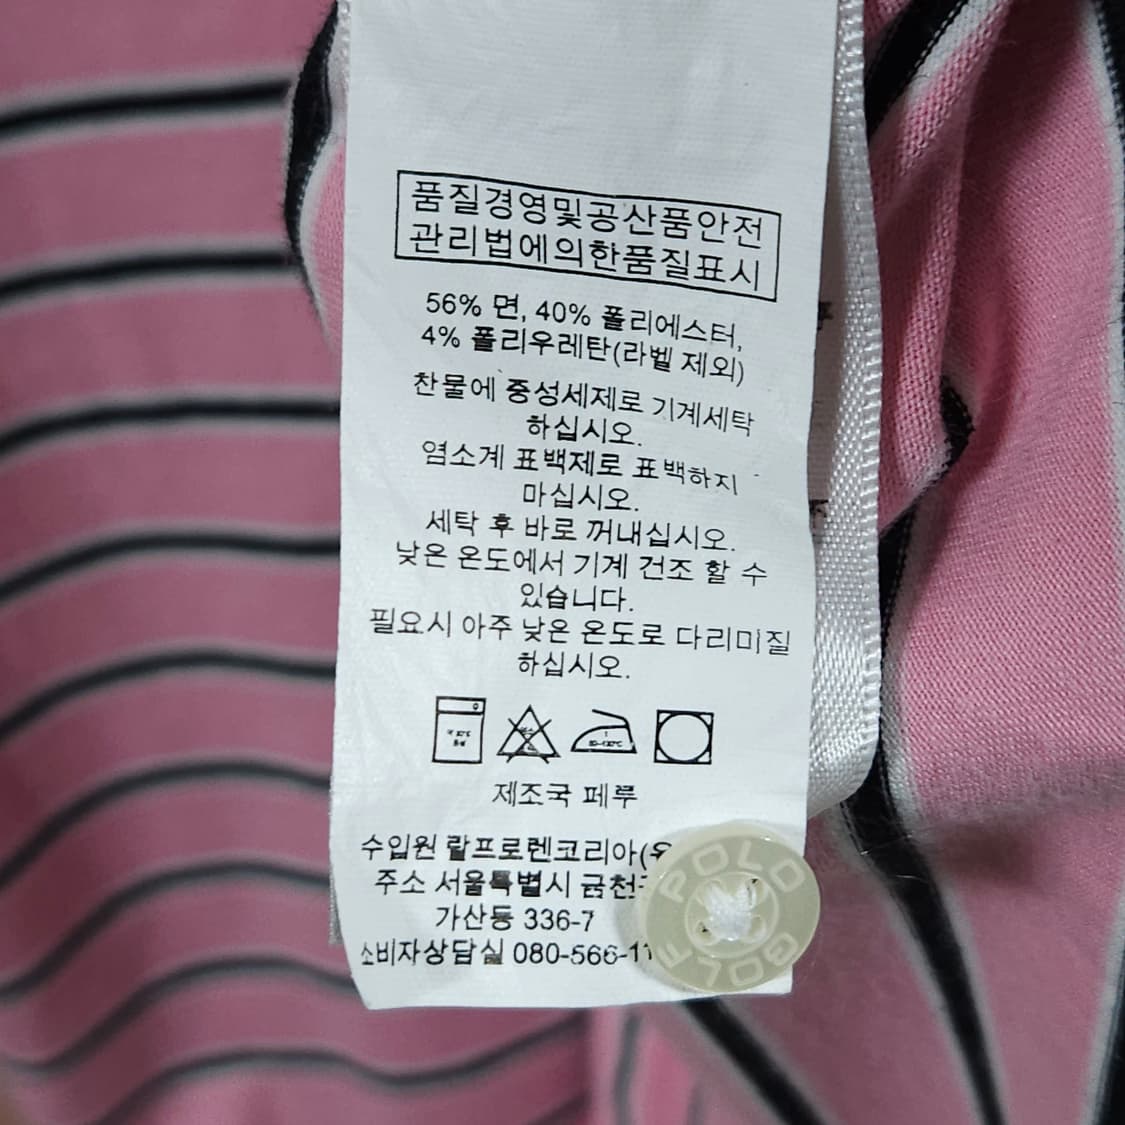 품질경영및공산품안전
관리법에의한품질표시
56% 면, 40% 폴리에스터,
4% 폴리우레탄(라벨 제외)
찬물에 중성세제로 기계세탁
하십시오.
염소계 표백제로 표백하지
마십시오.
세탁 후 바로 꺼내십시오.
낮은 온도에서 기계 건조 할 수
있습니다.
필요시 아주 낮은 온도로 다리미질
하십시오.
제조국 페루
수입원 랄프로렌코리아(유
주소 서울특별시 금천구
가산동 336-7
소비자상담실 080-566-11
POLO
POLO